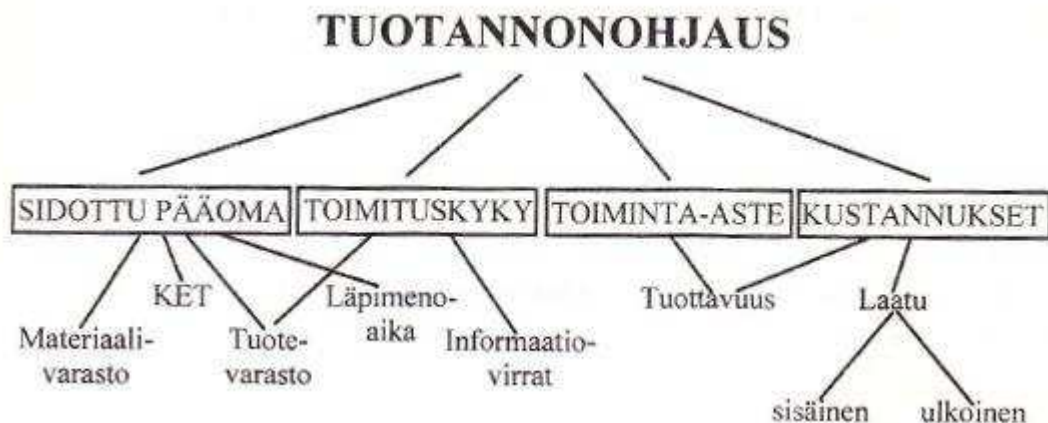 TUOTANNONOHJAUS
SIDOTTU PÄÄOMA
TOIMITUSKYKY
TOIMINTA-ASTE
KUSTANNUKSET
KET
Läpimeno-
aika
Tuottavuus
Laatu
Materiaali-
varasto
Tuote-
varasto
Informaatio-
virrat
sisäinen
ulkoinen